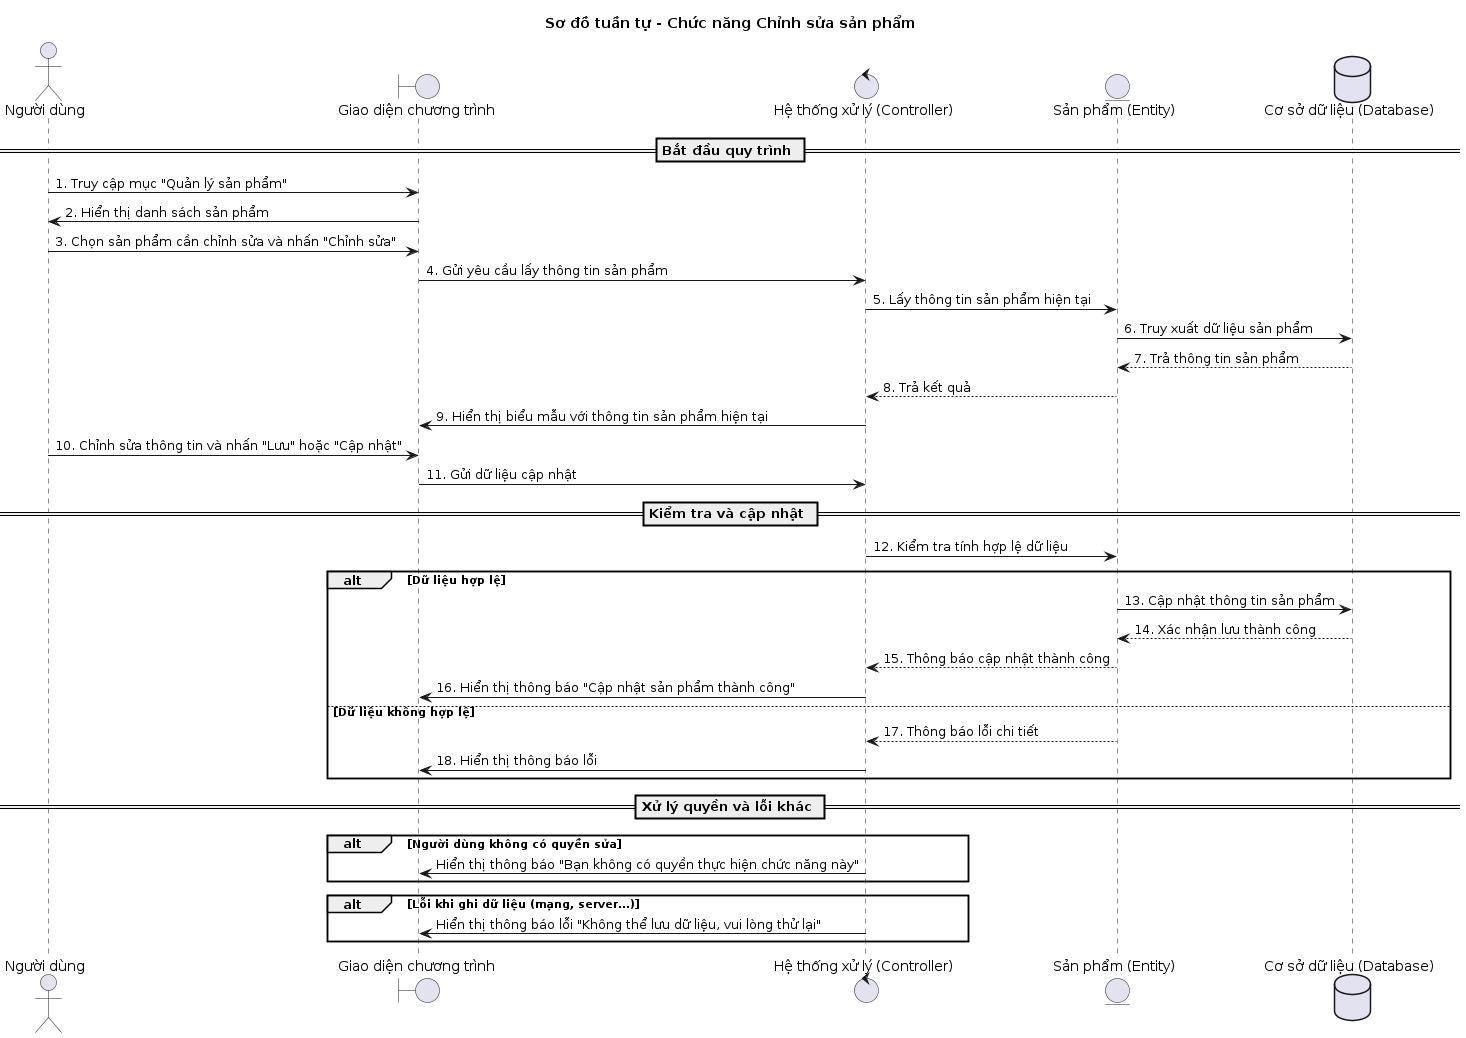 Sơ đồ tuần tự - Chức năng Chỉnh sửa sản phẩm
Người dùng
Giao diện chương trình
Hệ thống xử lý (Controller)
Sản phẩm (Entity)
Cơ sở dữ liệu (Database)
Bắt đầu quy trình
1. Truy cập mục "Quản lý sản phẩm"
2. Hiển thị danh sách sản phẩm
3. Chọn sản phẩm cần chỉnh sửa và nhấn "Chỉnh sửa"
4. Gửi yêu cầu lấy thông tin sản phẩm
5. Lấy thông tin sản phẩm hiện tại
6. Truy xuất dữ liệu sản phẩm
7. Trả thông tin sản phẩm
8. Trả kết quả
9. Hiển thị biểu mẫu với thông tin sản phẩm hiện tại
10. Chỉnh sửa thông tin và nhấn "Lưu" hoặc "Cập nhật"
11. Gửi dữ liệu cập nhật
Kiểm tra và cập nhật
12. Kiểm tra tính hợp lệ dữ liệu
alt [Dữ liệu hợp lệ]
13. Cập nhật thông tin sản phẩm
14. Xác nhận lưu thành công
15. Thông báo cập nhật thành công
16. Hiển thị thông báo "Cập nhật sản phẩm thành công"
[Dữ liệu không hợp lệ]
17. Thông báo lỗi chi tiết
18. Hiển thị thông báo lỗi
Xử lý quyền và lỗi khác
alt [Người dùng không có quyền sửa]
Hiển thị thông báo "Bạn không có quyền thực hiện chức năng này"
alt [Lỗi khi ghi dữ liệu (mạng, server...)]
Hiển thị thông báo lỗi "Không thể lưu dữ liệu, vui lòng thử lại"
Người dùng
Giao diện chương trình
Hệ thống xử lý (Controller)
Sản phẩm (Entity)
Cơ sở dữ liệu (Database)